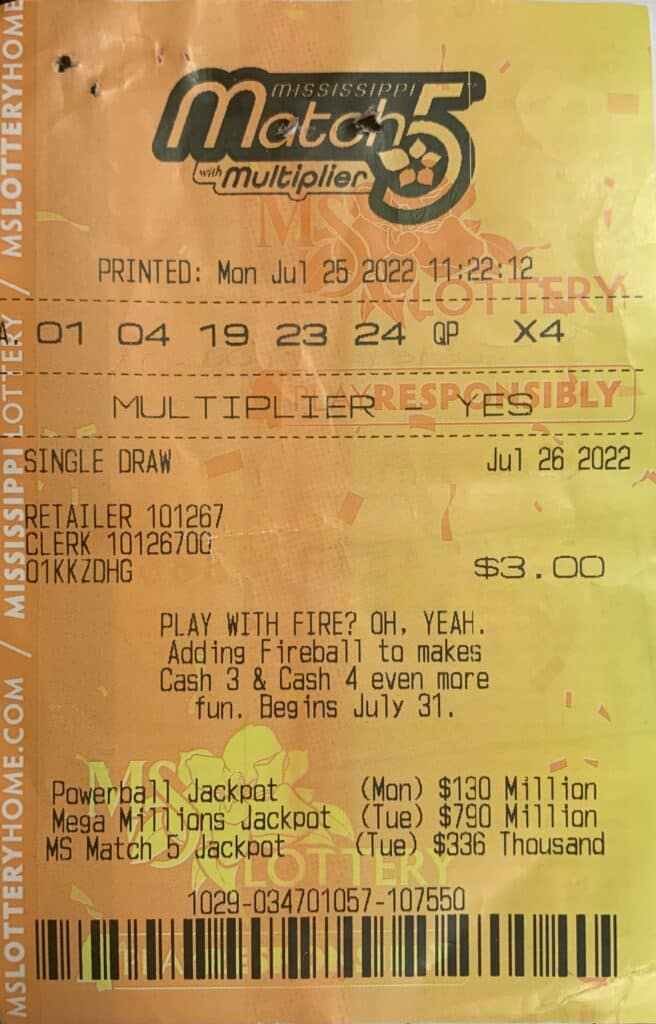 MISSISSIPPI
Match 5
with Multiplier
PRINTED: Mon Jul 25 2022 11:22:12
A. 01 04 19 23 24 QP X4
PLAY RESPONSIBLY
MULTIPLIER - YES
SINGLE DRAW Jul 26 2022
RETAILER 101267
CLERK 10126700
01KKZDHG
$3.00
PLAY WITH FIRE? OH, YEAH.
Adding Fireball to makes
Cash 3 & Cash 4 even more
fun. Begins July 31.
Powerball Jackpot (Mon) $130 Million
Mega Millions Jackpot (Tue) $790 Million
MS Match 5 Jackpot (Tue) $336 Thousand
1029-034701057-107550
MS LOTTERY
MS LOTTERY
PLAY RESPONSIBLY
MSLOTTERYHOME.COM / MISSISSIPPI LOTTERY / MSLOTTERYHOME